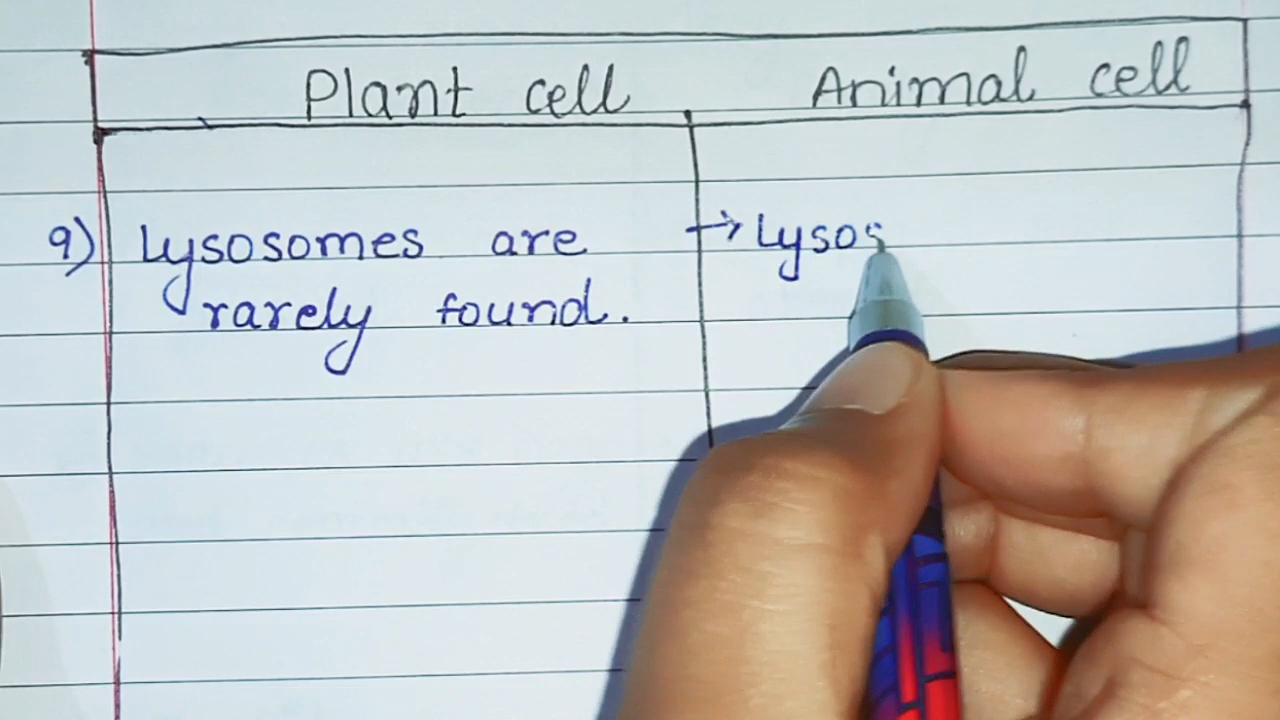 Plant cell Animal cell
9) Lysosomes are → Lysos
rarely found.